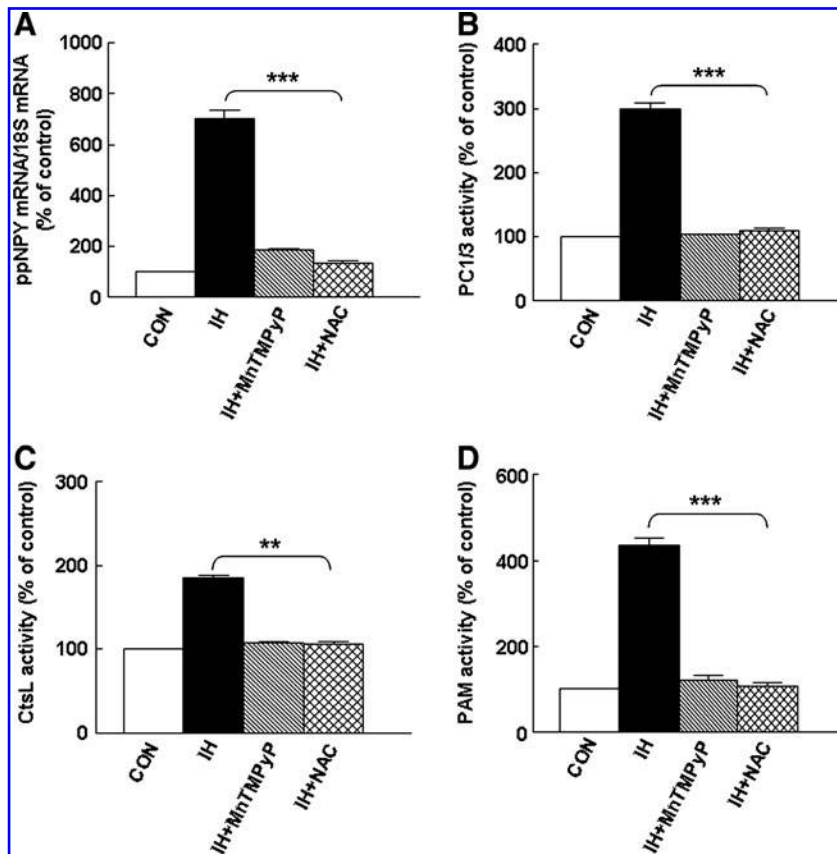 A
ppNPY mRNA/18S mRNA
(% of control)
1000
800
600
400
200
0
***
CON
IH
IH+MnTMPyP
IH+NAC
B
PC1/3 activity (% of control)
400
300
200
100
0
***
CON
IH
IH+MnTMPyP
IH+NAC
C
CtsL activity (% of control)
300
200
100
0
**
CON
IH
IH+MnTMPyP
IH+NAC
D
PAM activity (% of control)
600
400
200
0
***
CON
IH
IH+MnTMPyP
IH+NAC